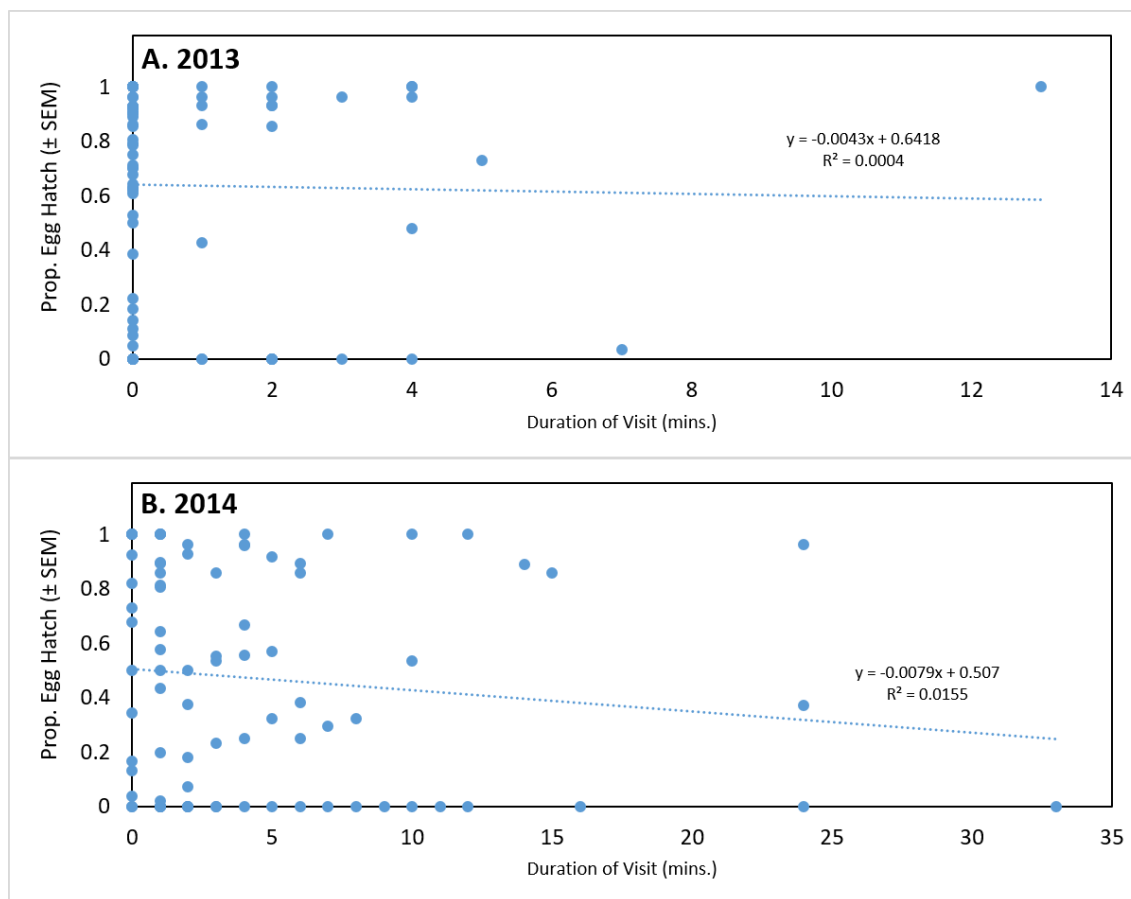 A. 2013
Prop. Egg Hatch (± SEM)
1
0.8
0.6
0.4
0.2
0
y = -0.0043x + 0.6418
R² = 0.0004
0 2 4 6 8 10 12 14
Duration of Visit (mins.)
B. 2014
Prop. Egg Hatch (± SEM)
1
0.8
0.6
0.4
0.2
0
y = -0.0079x + 0.507
R² = 0.0155
0 5 10 15 20 25 30 35
Duration of Visit (mins.)